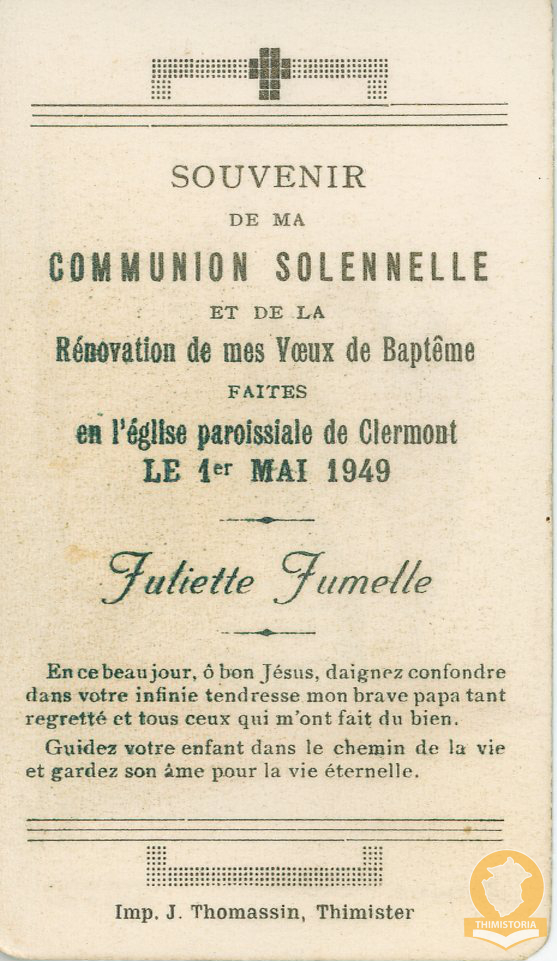 SOUVENIR
DE MA
COMMUNION SOLENNELLE
ET DE LA
Rénovation de mes Vœux de Baptême
FAITES
en l'église paroissiale de Clermont
LE 1er MAI 1949
Juliette Jumelle
En ce beau jour, ô bon Jésus, daignez confondre
dans votre infinie tendresse mon brave papa tant
regretté et tous ceux qui m'ont fait du bien.
Guidez votre enfant dans le chemin de la vie
et gardez son âme pour la vie éternelle.
Imp. J. Thomassin, Thimister
THIMISTORIA